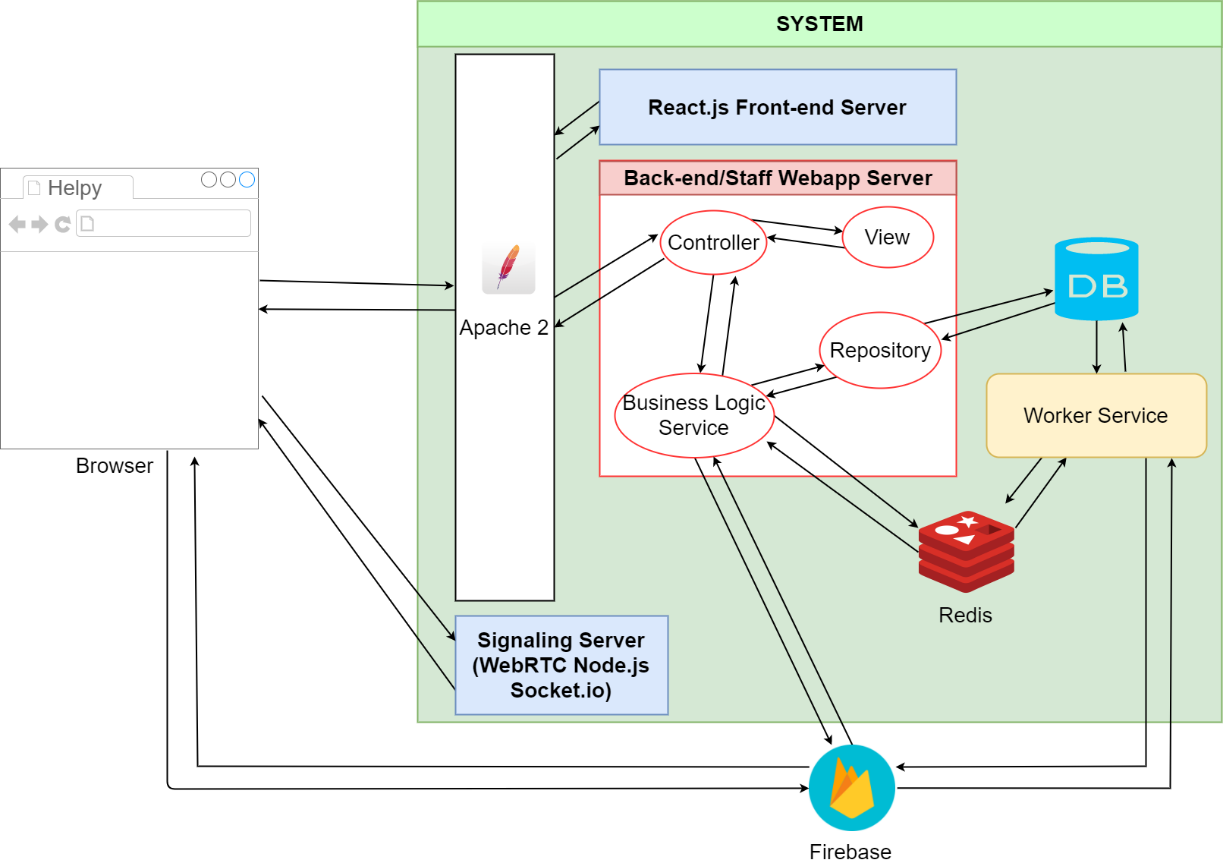 SYSTEM
React.js Front-end Server
Helpy
Back-end/Staff Webapp Server
Controller
View
DB
Apache 2
Repository
Business Logic
Service
Worker Service
Browser
Redis
Signaling Server
(WebRTC Node.js
Socket.io)
Firebase